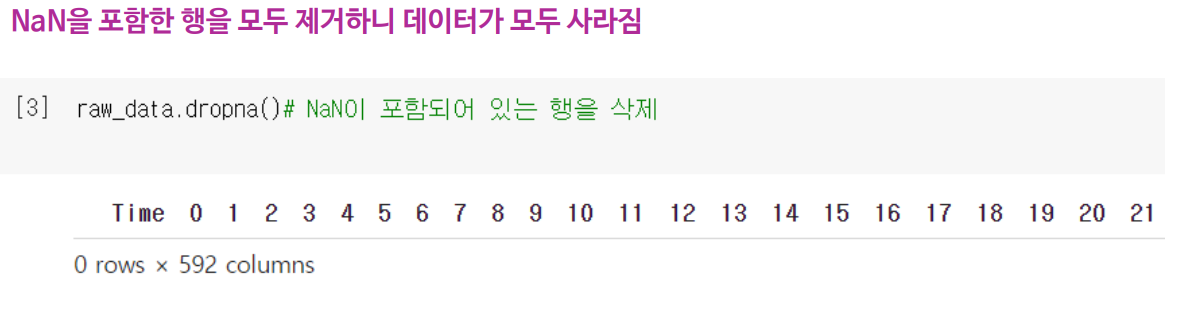 NaN을 포함한 행을 모두 제거하니 데이터가 모두 사라짐
[3] raw_data.dropna()# NaN이 포함되어 있는 행을 삭제
Time 0 1 2 3 4 5 6 7 8 9 10 11 12 13 14 15 16 17 18 19 20 21
0 rows × 592 columns